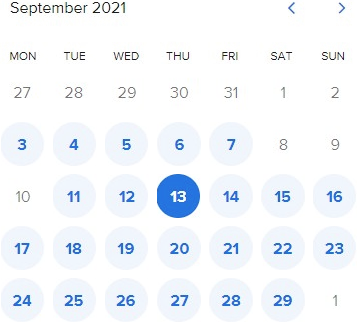 September 2021
MON TUE WED THU FRI SAT SUN
27 28 29 30 31 1 2
3 4 5 6 7 8 9
10 11 12 13 14 15 16
17 18 19 20 21 22 23
24 25 26 27 28 29 1